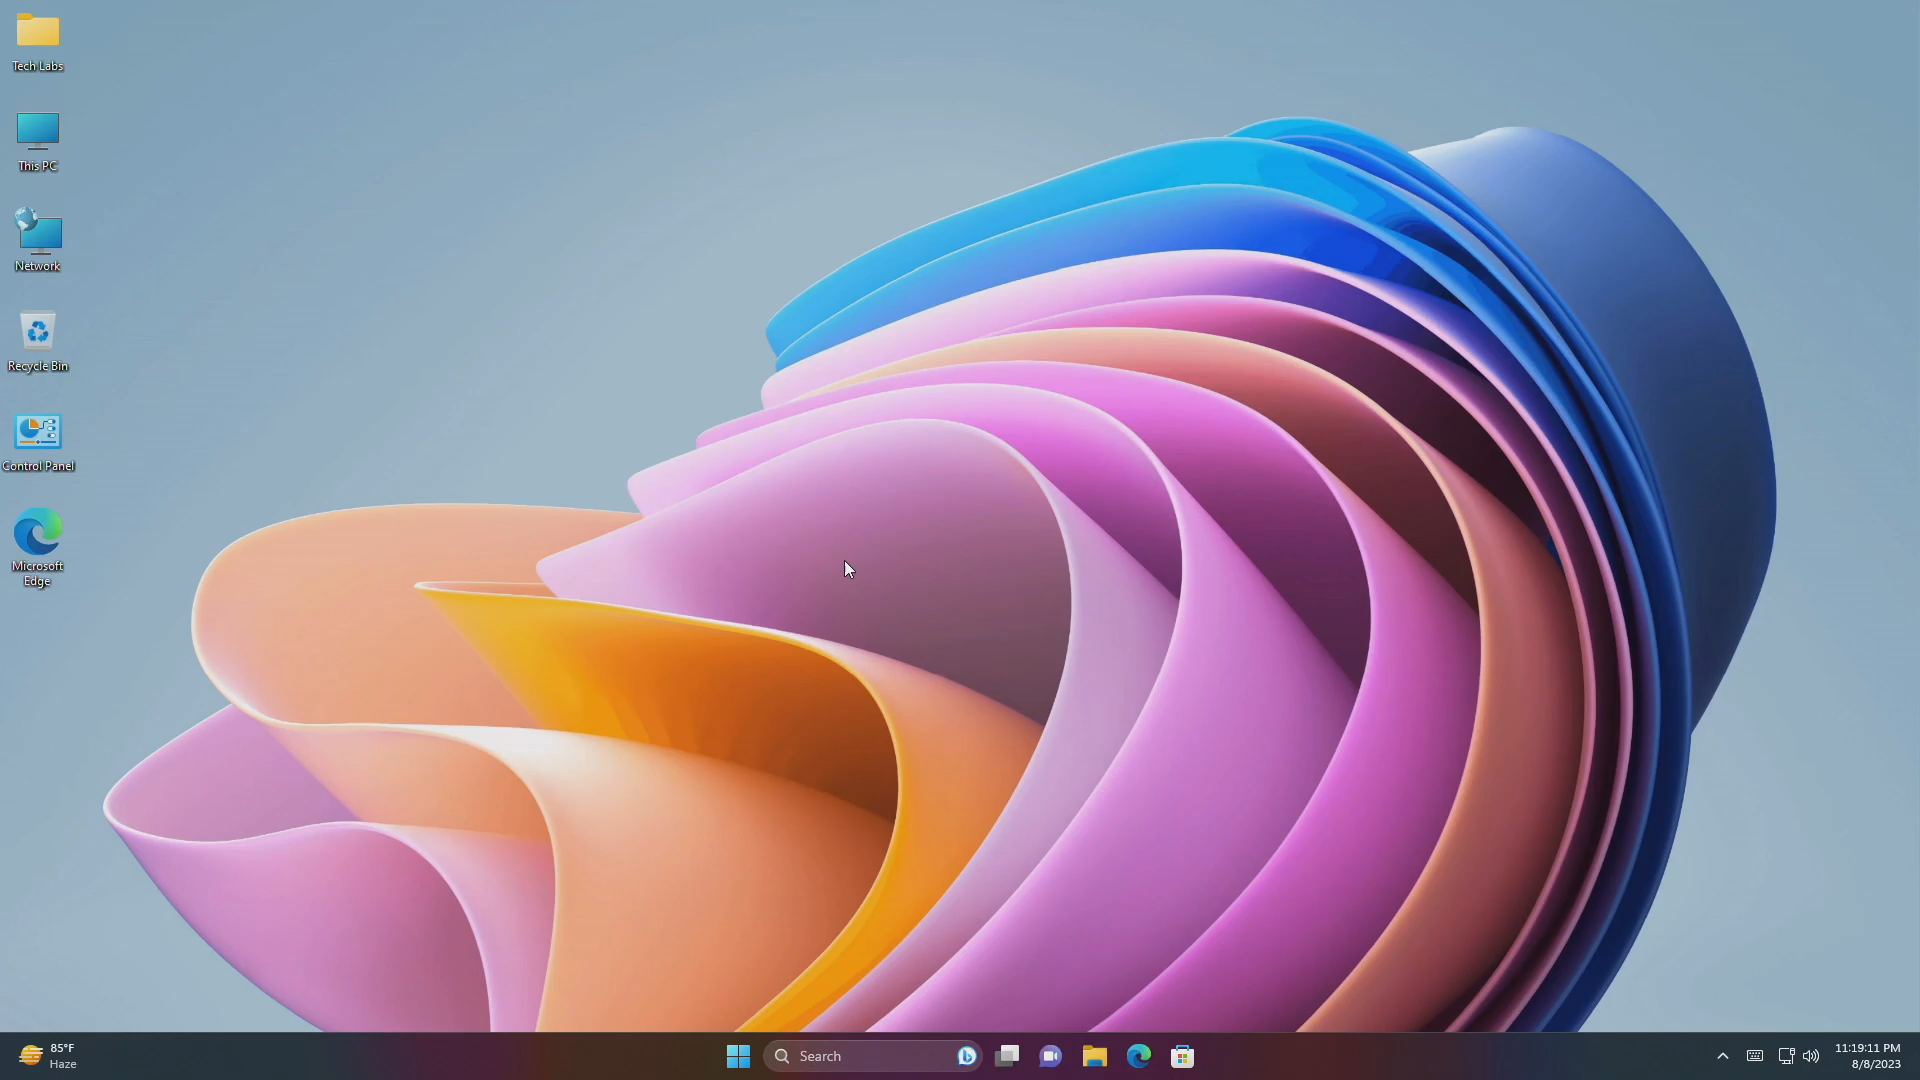 Tech Labs
This PC
Network
Recycle Bin
Control Panel
Microsoft
Edge
85°F
Haze
Search
11:19:11 PM
8/8/2023